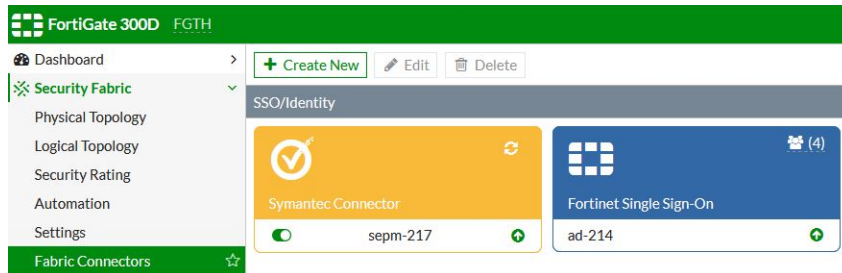 FortiGate 300D FGTH
Dashboard
+ Create New Edit Delete
Security Fabric
SSO/Identity
Physical Topology
Logical Topology
(4)
Security Rating
Automation
Symantec Connector
Fortinet Single Sign-On
Settings
sepm-217
ad-214
Fabric Connectors